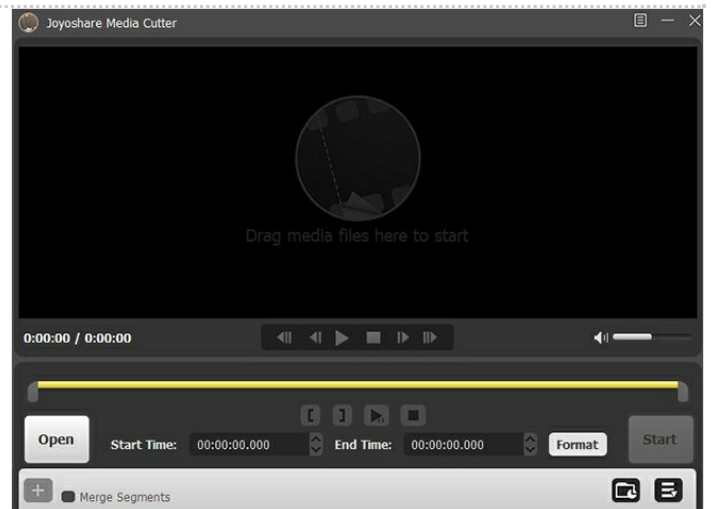 Joyoshare Media Cutter
Drag media files here to start
0:00:00 / 0:00:00
Open
Start Time: 00:00:00.000 End Time: 00:00:00.000 Format
Start
Merge Segments